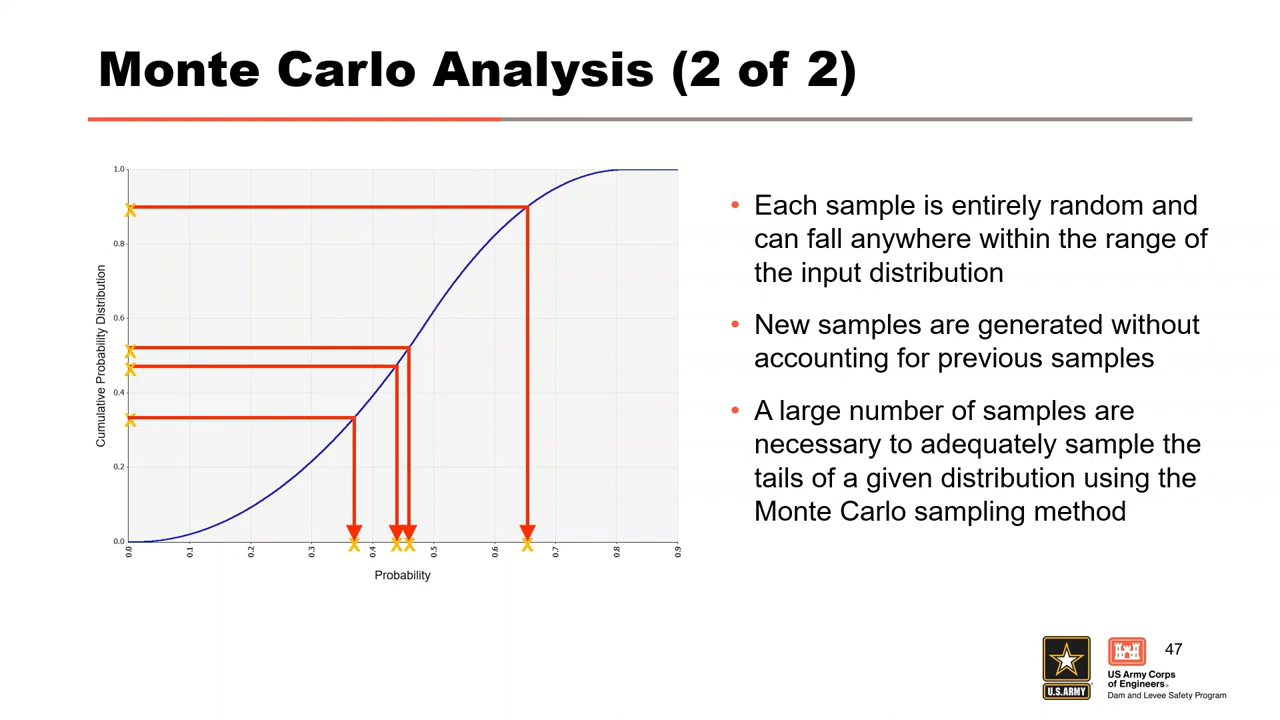 Monte Carlo Analysis (2 of 2)
1.0
0.8
0.6
0.4
0.2
0.0
Cumulative Probability Distribution
0.0
0.1
0.2
0.3
0.4
0.5
0.6
0.7
0.8
0.9
Probability
• Each sample is entirely random and
can fall anywhere within the range of
the input distribution
• New samples are generated without
accounting for previous samples
• A large number of samples are
necessary to adequately sample the
tails of a given distribution using the
Monte Carlo sampling method
U.S.ARMY
US Army Corps
of Engineers®
Dam and Levee Safety Program
47